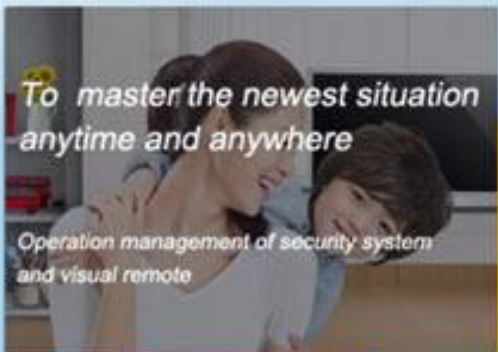 To master the newest situation
anytime and anywhere
Operation management of security system
and visual remote